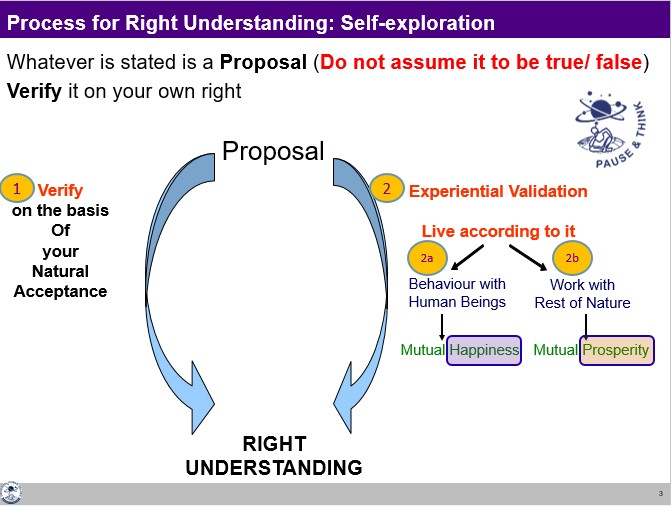 Process for Right Understanding: Self-exploration
Whatever is stated is a Proposal (Do not assume it to be true/ false)
Verify it on your own right
PAUSE & THINK
Proposal
1 Verify
on the basis
Of
your
Natural
Acceptance
2 Experiential Validation
Live according to it
2a
2b
Behaviour with
Human Beings
Work with
Rest of Nature
Mutual Happiness
Mutual Prosperity
RIGHT
UNDERSTANDING
3